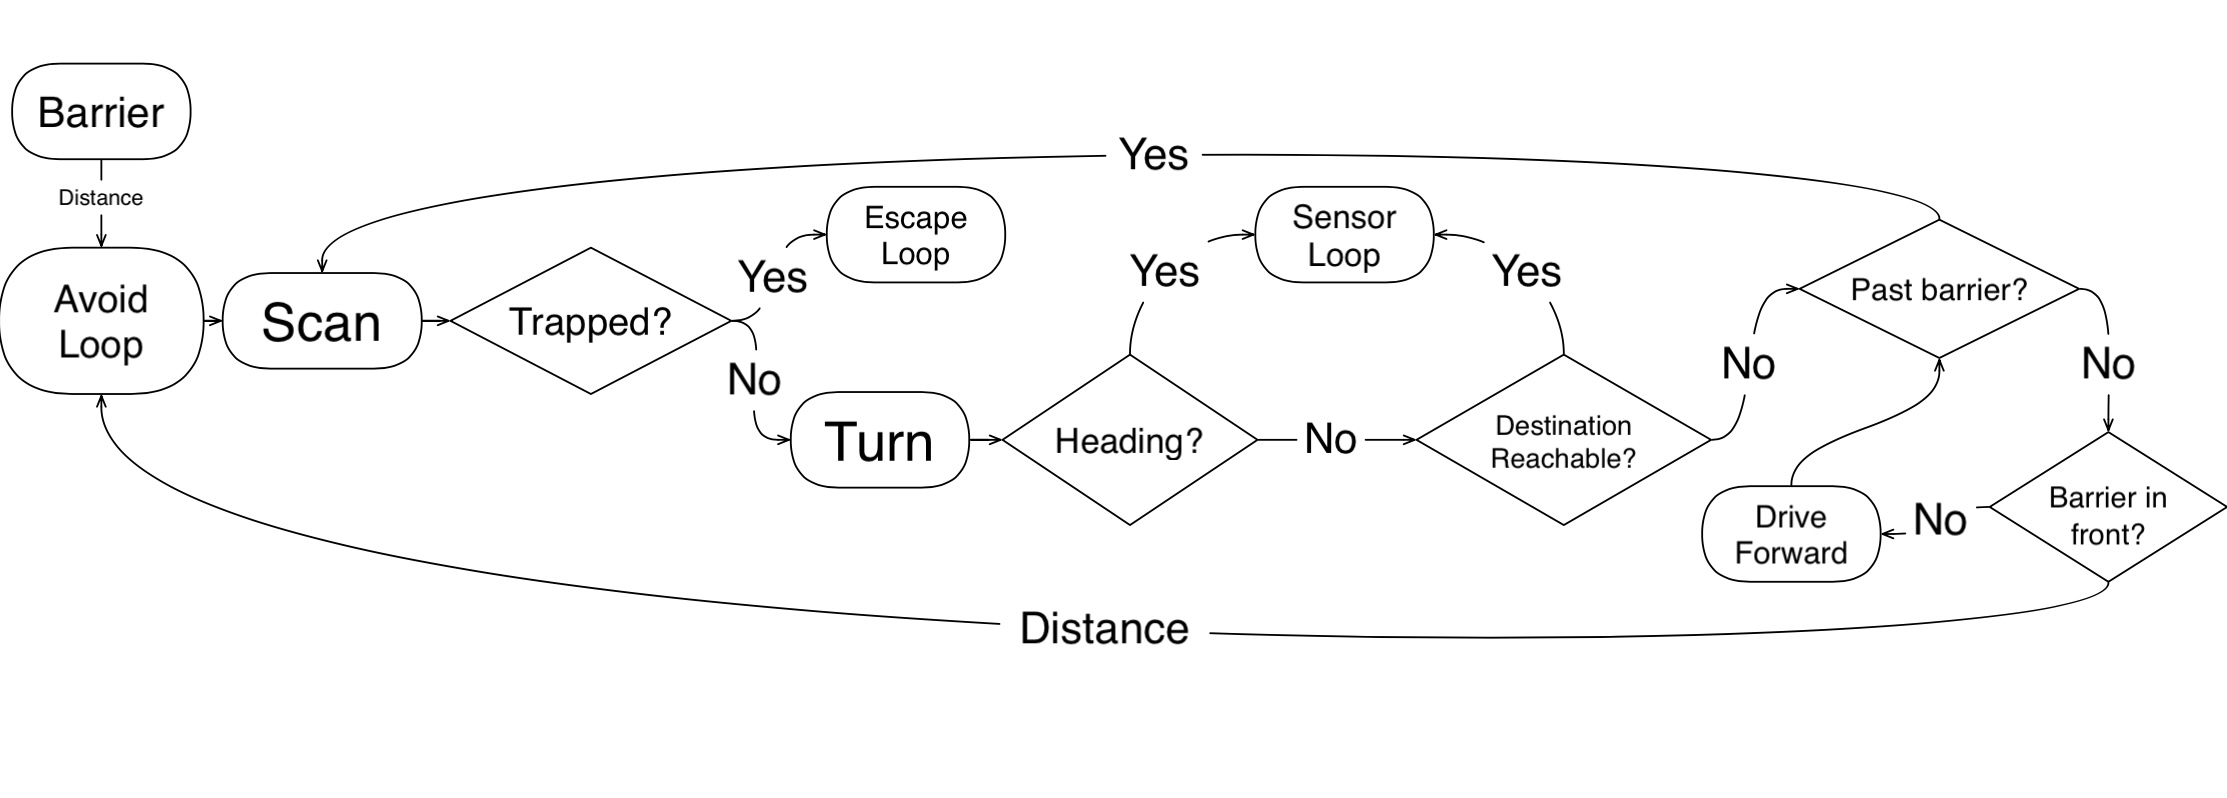 Barrier
Distance
Avoid
Loop
Scan
Trapped?
Yes
Escape
Loop
No
Turn
Heading?
Yes
Sensor
Loop
No
Destination
Reachable?
Yes
No
Past barrier?
Yes
No
Barrier in
front?
No
Drive
Forward
Distance